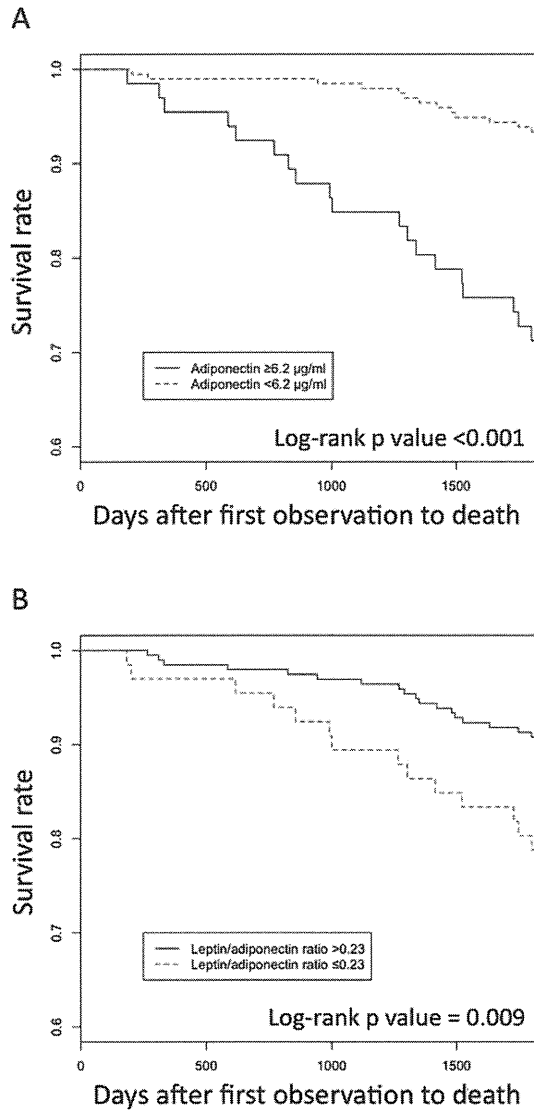 A
Survival rate
1.0
0.9
0.8
0.7
0.6
Adiponectin ≥6.2 µg/ml
Adiponectin <6.2 µg/ml
Log-rank p value <0.001
0
500
1000
1500
Days after first observation to death
B
Survival rate
1.0
0.9
0.8
0.7
0.6
Leptin/adiponectin ratio >0.23
Leptin/adiponectin ratio ≤0.23
Log-rank p value = 0.009
0
500
1000
1500
Days after first observation to death